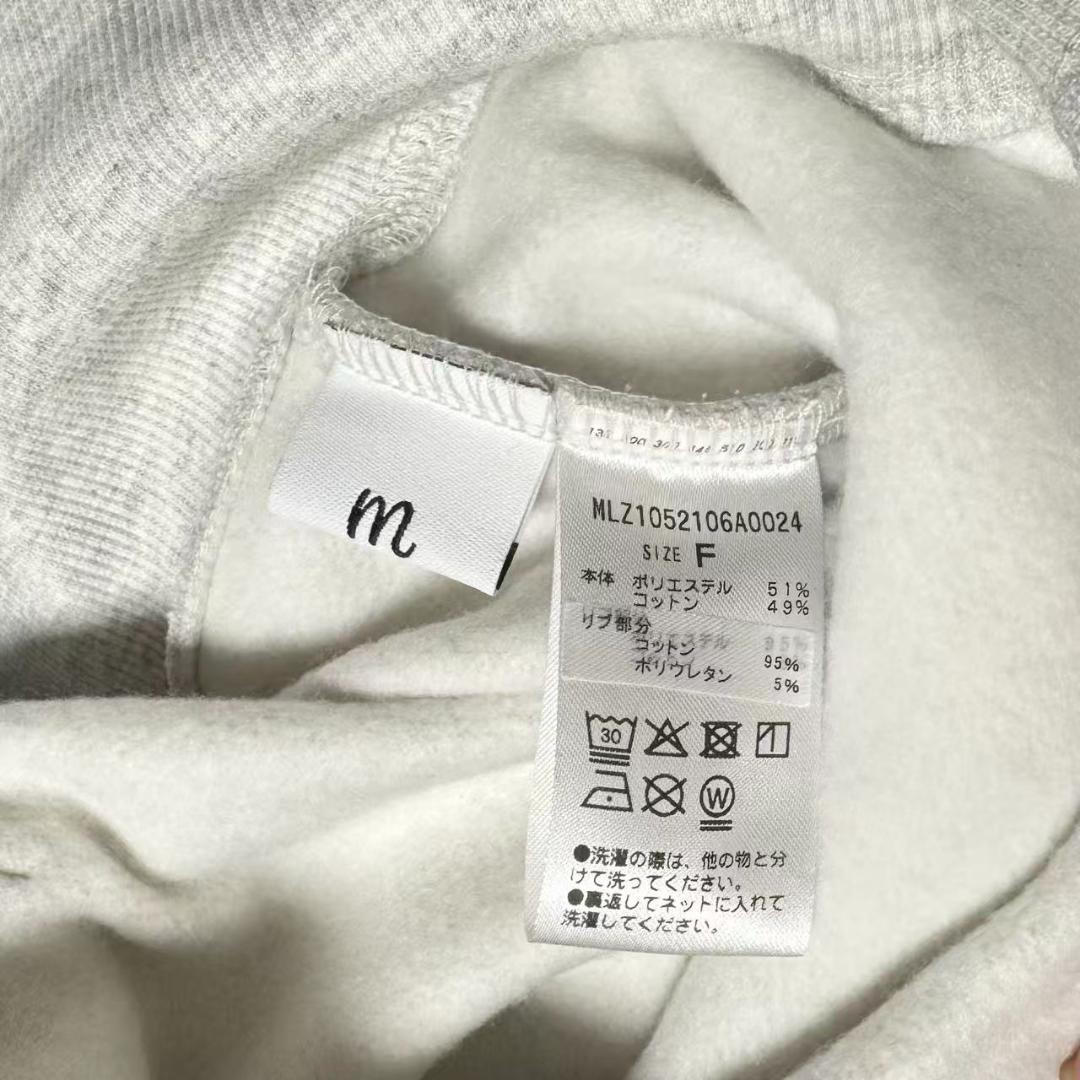 m
MLZ1052106A0024
SIZE F
本体 ポリエステル 51%
コットン 49%
リブ部分
コットン 95%
ポリウレタン 5%
30
W
●洗濯の際は、他の物と分
けて洗ってください。
●裏返してネットに入れて
洗濯してください。